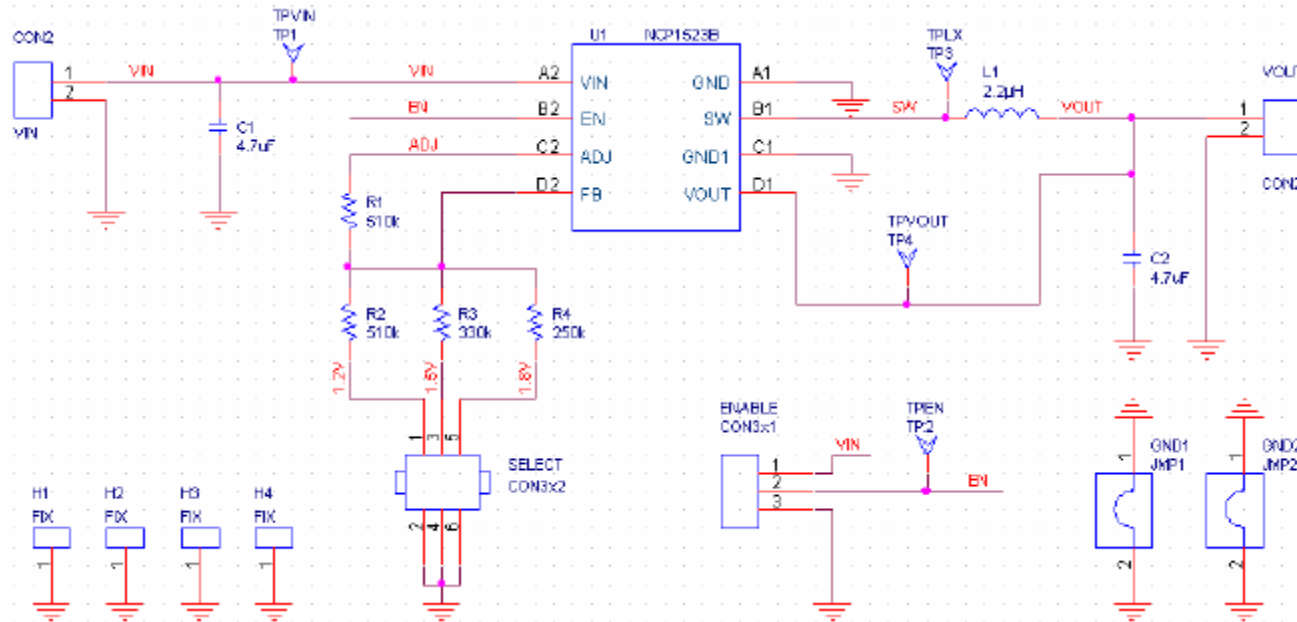 TPVIN
TP1
CON2
1
2
VIN
VIN
VIN
C1
4.7uF
U1 NCP1523B
A2 VIN GND A1
EN B2 EN SW B1
ADJ C2 ADJ GND1 C1
D2 FB VOUT D1
TPLX
TP3
L1
2.2µH
SW
VOUT
VOUT
1
2
CON2
R1
510k
TPVOUT
TP4
C2
4.7uF
R2
510k
R3
330k
R4
250k
1.2V
1.5V
1.8V
1 3 5
SELECT
CON3x2
2 4 6
ENABLE
CON3x1
1
2
3
VIN
TPEN
TP2
EN
GND1
JMP1
1
2
GND2
JMP2
1
2
H1 H2 H3 H4
FIX FIX FIX FIX
1 1 1 1